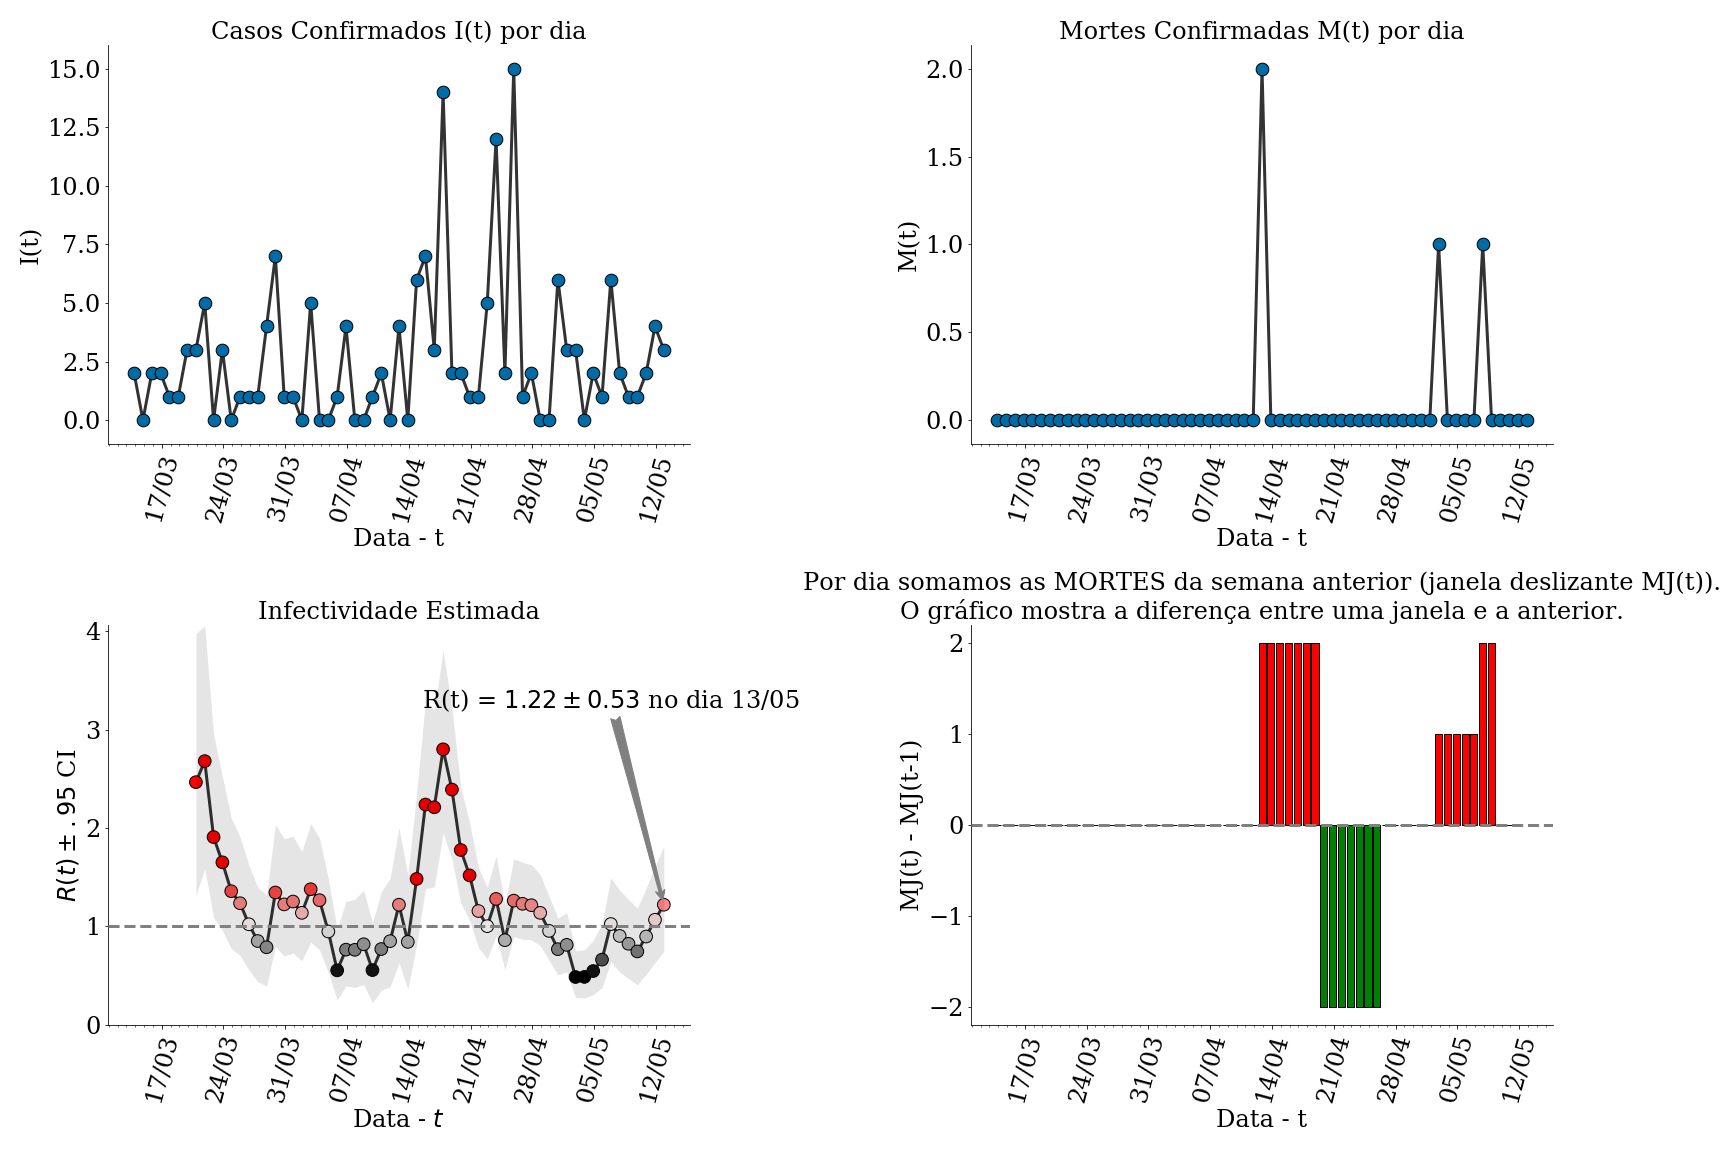 Casos Confirmados I(t) por dia
15.0
12.5
10.0
7.5
5.0
2.5
0.0
I(t)
17/03 24/03 31/03 07/04 14/04 21/04 28/04 05/05 12/05
Data - t
Mortes Confirmadas M(t) por dia
2.0
1.5
1.0
0.5
0.0
M(t)
17/03 24/03 31/03 07/04 14/04 21/04 28/04 05/05 12/05
Data - t
Infectividade Estimada
4
3
2
1
0
R(t) ± .95 CI
R(t) = 1.22 ± 0.53 no dia 13/05
17/03 24/03 31/03 07/04 14/04 21/04 28/04 05/05 12/05
Data - t
Por dia somamos as MORTES da semana anterior (janela deslizante MJ(t)).
O gráfico mostra a diferença entre uma janela e a anterior.
2
1
0
−1
−2
MJ(t) - MJ(t-1)
17/03 24/03 31/03 07/04 14/04 21/04 28/04 05/05 12/05
Data - t